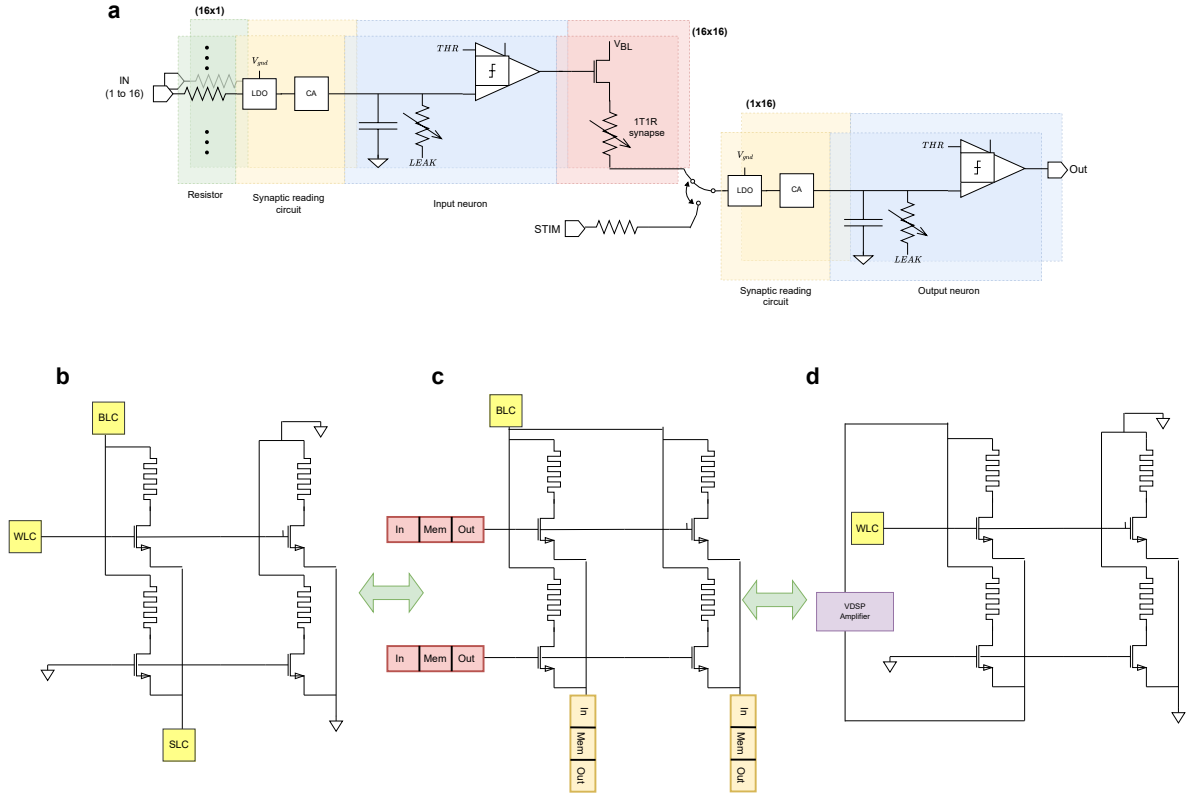 a
(16x1)
(16x16)
THR
V_BL
V_gnd
IN
(1 to 16)
LDO
CA
1T1R
synapse
LEAK
(1x16)
THR
V_gnd
Out
LDO
CA
Resistor
Synaptic reading
circuit
Input neuron
STIM
LEAK
Synaptic reading
circuit
Output neuron
b
BLC
WLC
SLC
c
BLC
In Mem Out
In Mem Out
In Mem Out
In Mem Out
d
WLC
VDSP
Amplifier